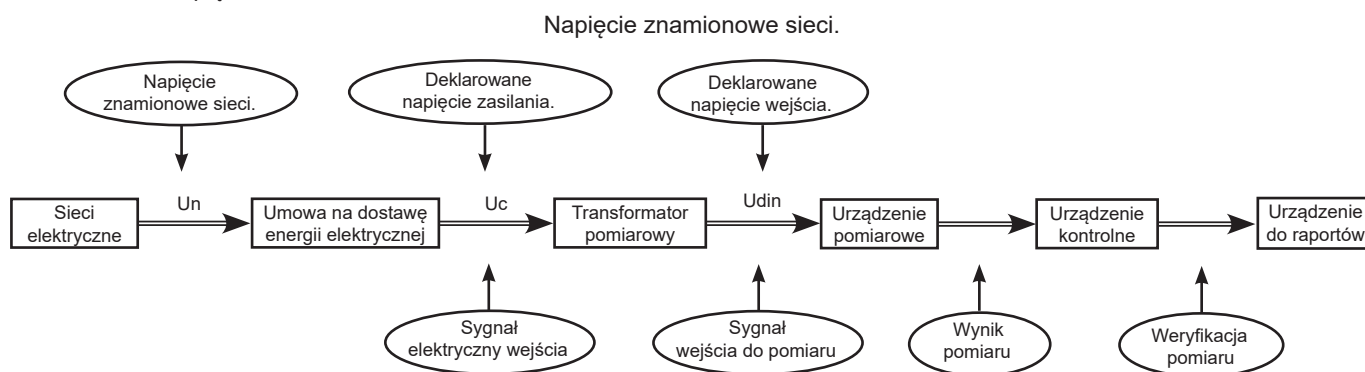 Napięcie znamionowe sieci.
Napięcie
znamionowe sieci.
Deklarowane
napięcie zasilania.
Deklarowane
napięcie wejścia.
Un
Uc
Udin
Sieci
elektryczne
Umowa na dostawę
energii elektrycznej
Transformator
pomiarowy
Urządzenie
pomiarowe
Urządzenie
kontrolne
Urządzenie
do raportów
Sygnał
elektryczny wejścia
Sygnał
wejścia do pomiaru
Wynik
pomiaru
Weryfikacja
pomiaru